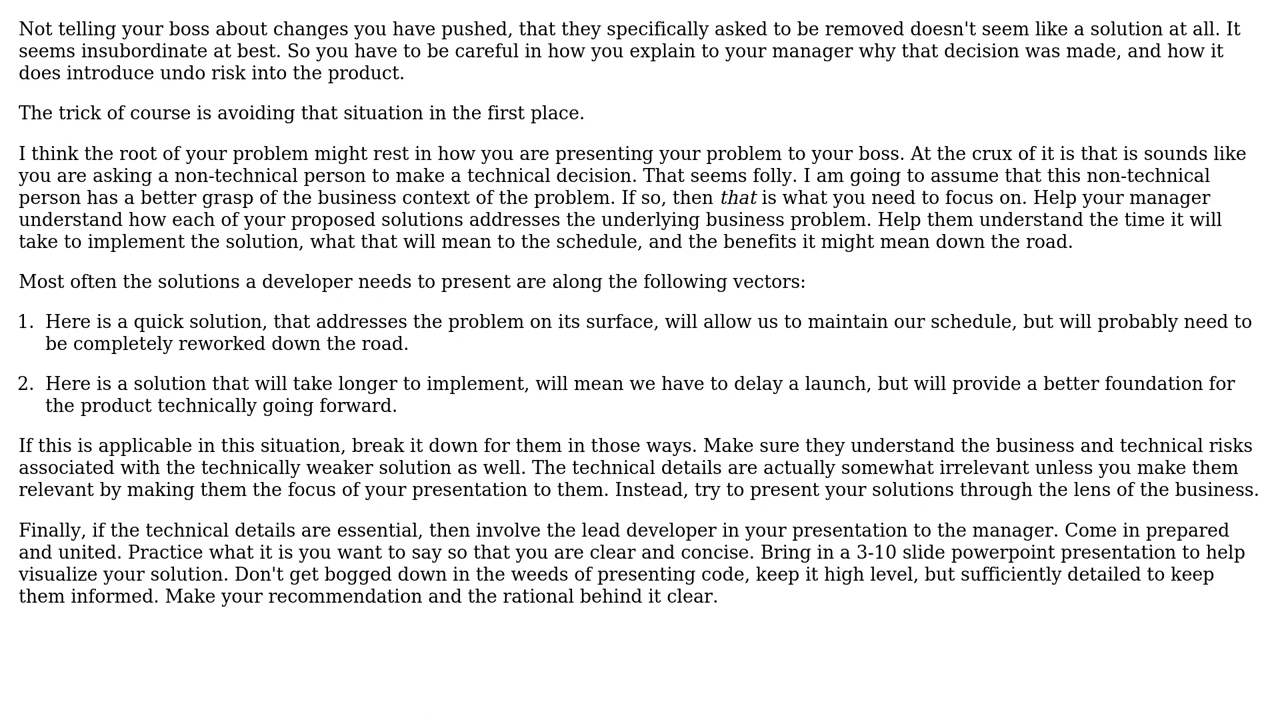 Not telling your boss about changes you have pushed, that they specifically asked to be removed doesn't seem like a solution at all. It
seems insubordinate at best. So you have to be careful in how you explain to your manager why that decision was made, and how it
does introduce undo risk into the product.
The trick of course is avoiding that situation in the first place.
I think the root of your problem might rest in how you are presenting your problem to your boss. At the crux of it is that is sounds like
you are asking a non-technical person to make a technical decision. That seems folly. I am going to assume that this non-technical
person has a better grasp of the business context of the problem. If so, then that is what you need to focus on. Help your manager
understand how each of your proposed solutions addresses the underlying business problem. Help them understand the time it will
take to implement the solution, what that will mean to the schedule, and the benefits it might mean down the road.
Most often the solutions a developer needs to present are along the following vectors:
1. Here is a quick solution, that addresses the problem on its surface, will allow us to maintain our schedule, but will probably need to
be completely reworked down the road.
2. Here is a solution that will take longer to implement, will mean we have to delay a launch, but will provide a better foundation for
the product technically going forward.
If this is applicable in this situation, break it down for them in those ways. Make sure they understand the business and technical risks
associated with the technically weaker solution as well. The technical details are actually somewhat irrelevant unless you make them
relevant by making them the focus of your presentation to them. Instead, try to present your solutions through the lens of the business.
Finally, if the technical details are essential, then involve the lead developer in your presentation to the manager. Come in prepared
and united. Practice what it is you want to say so that you are clear and concise. Bring in a 3-10 slide powerpoint presentation to help
visualize your solution. Don't get bogged down in the weeds of presenting code, keep it high level, but sufficiently detailed to keep
them informed. Make your recommendation and the rational behind it clear.